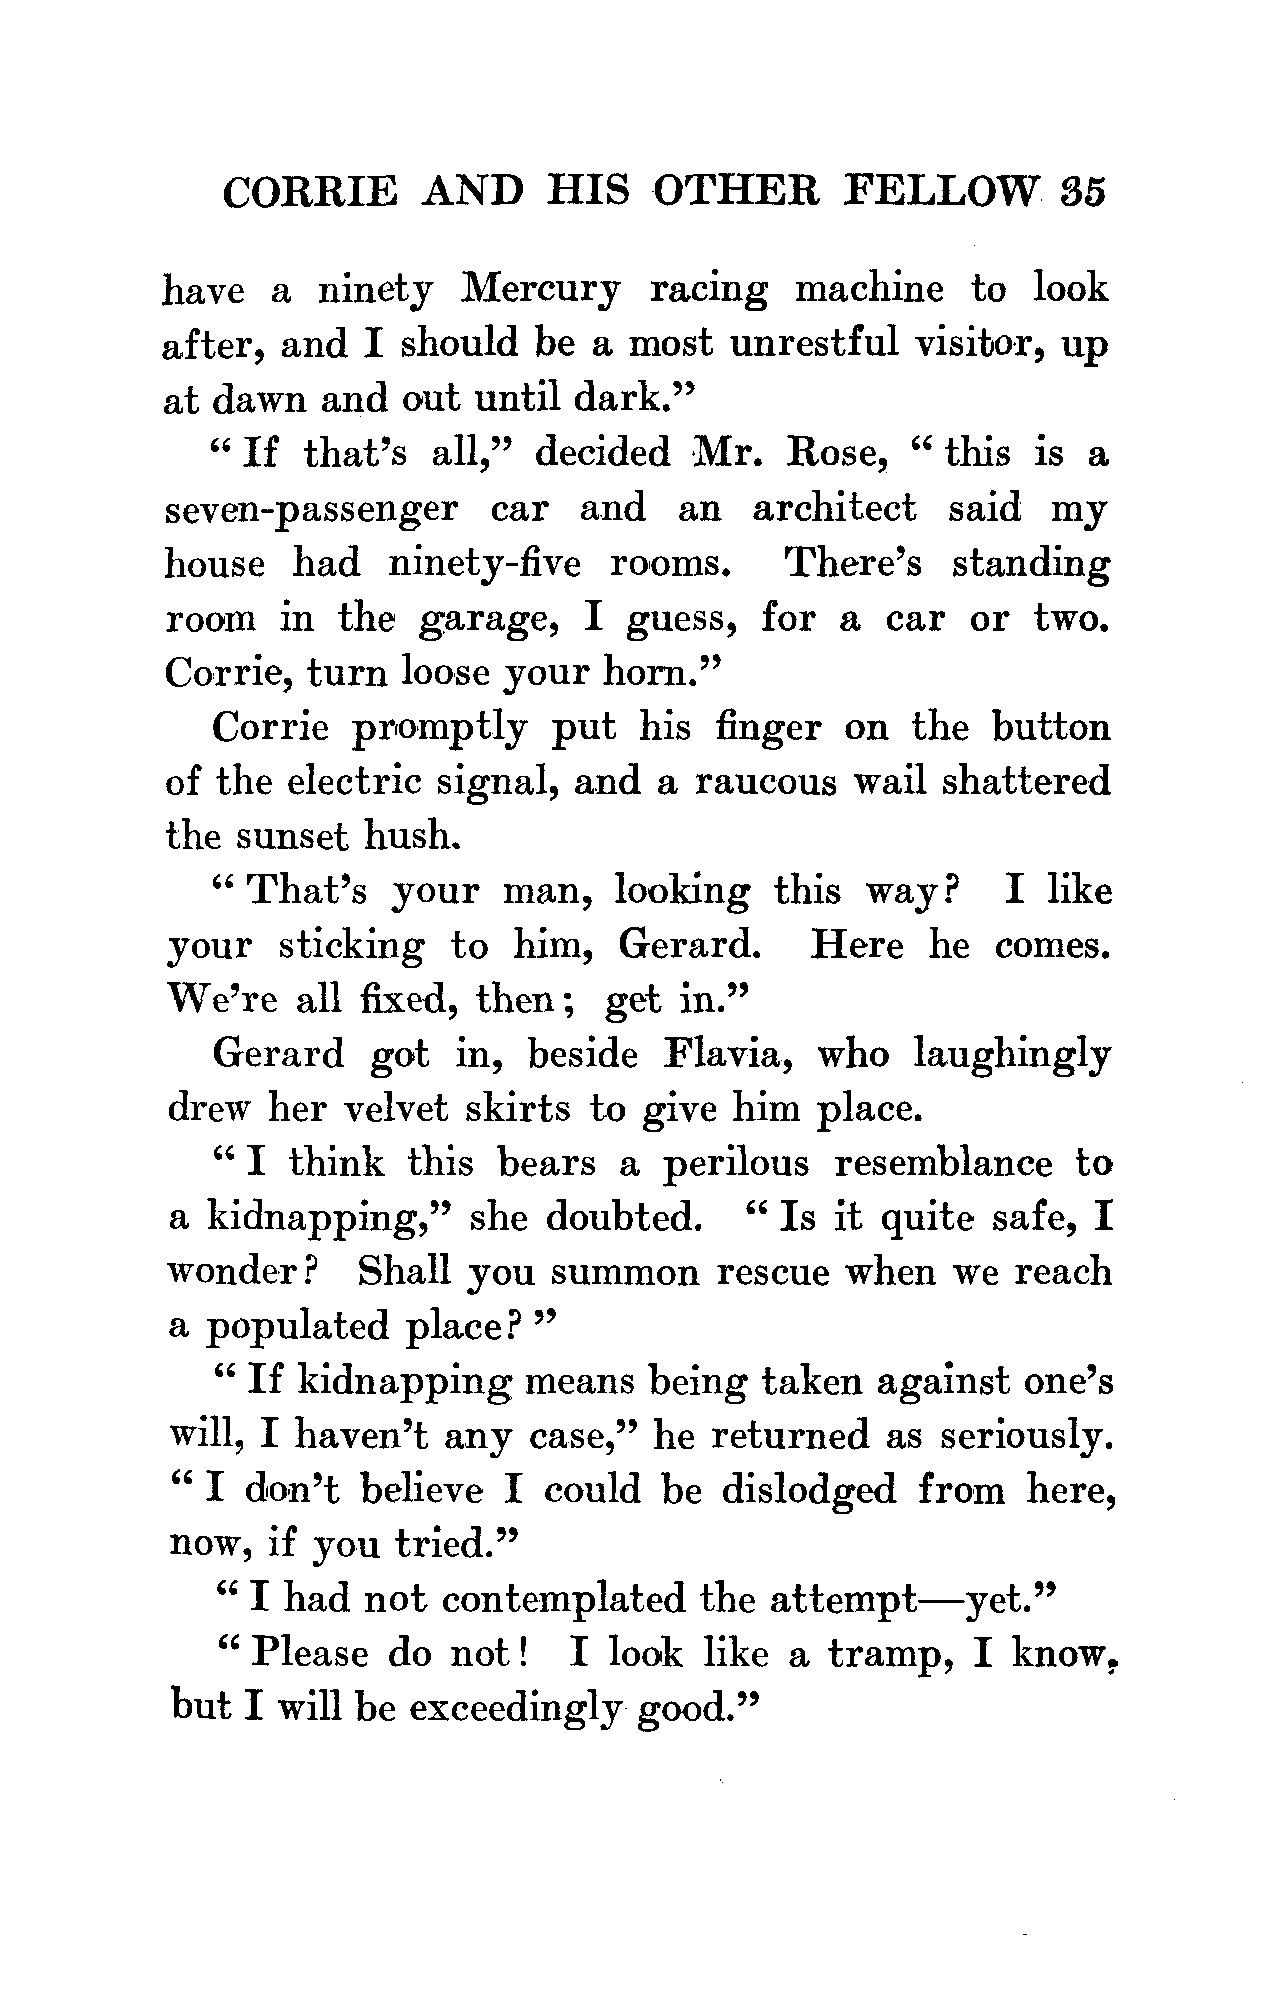 CORRIE AND HIS OTHER FELLOW 35
have a ninety Mercury racing machine to look
after, and I should be a most unrestful visitor, up
at dawn and out until dark.”
“ If that’s all,” decided Mr. Rose, “ this is a
seven-passenger car and an architect said my
house had ninety-five rooms. There’s standing
room in the garage, I guess, for a car or two.
Corrie, turn loose your horn.”
Corrie promptly put his finger on the button
of the electric signal, and a raucous wail shattered
the sunset hush.
“ That’s your man, looking this way? I like
your sticking to him, Gerard. Here he comes.
We’re all fixed, then; get in.”
Gerard got in, beside Flavia, who laughingly
drew her velvet skirts to give him place.
“ I think this bears a perilous resemblance to
a kidnapping,” she doubted. “ Is it quite safe, I
wonder? Shall you summon rescue when we reach
a populated place? ”
“ If kidnapping means being taken against one’s
will, I haven’t any case,” he returned as seriously.
“ I don’t believe I could be dislodged from here,
now, if you tried.”
“ I had not contemplated the attempt—yet.”
“ Please do not! I look like a tramp, I know,
but I will be exceedingly good.”